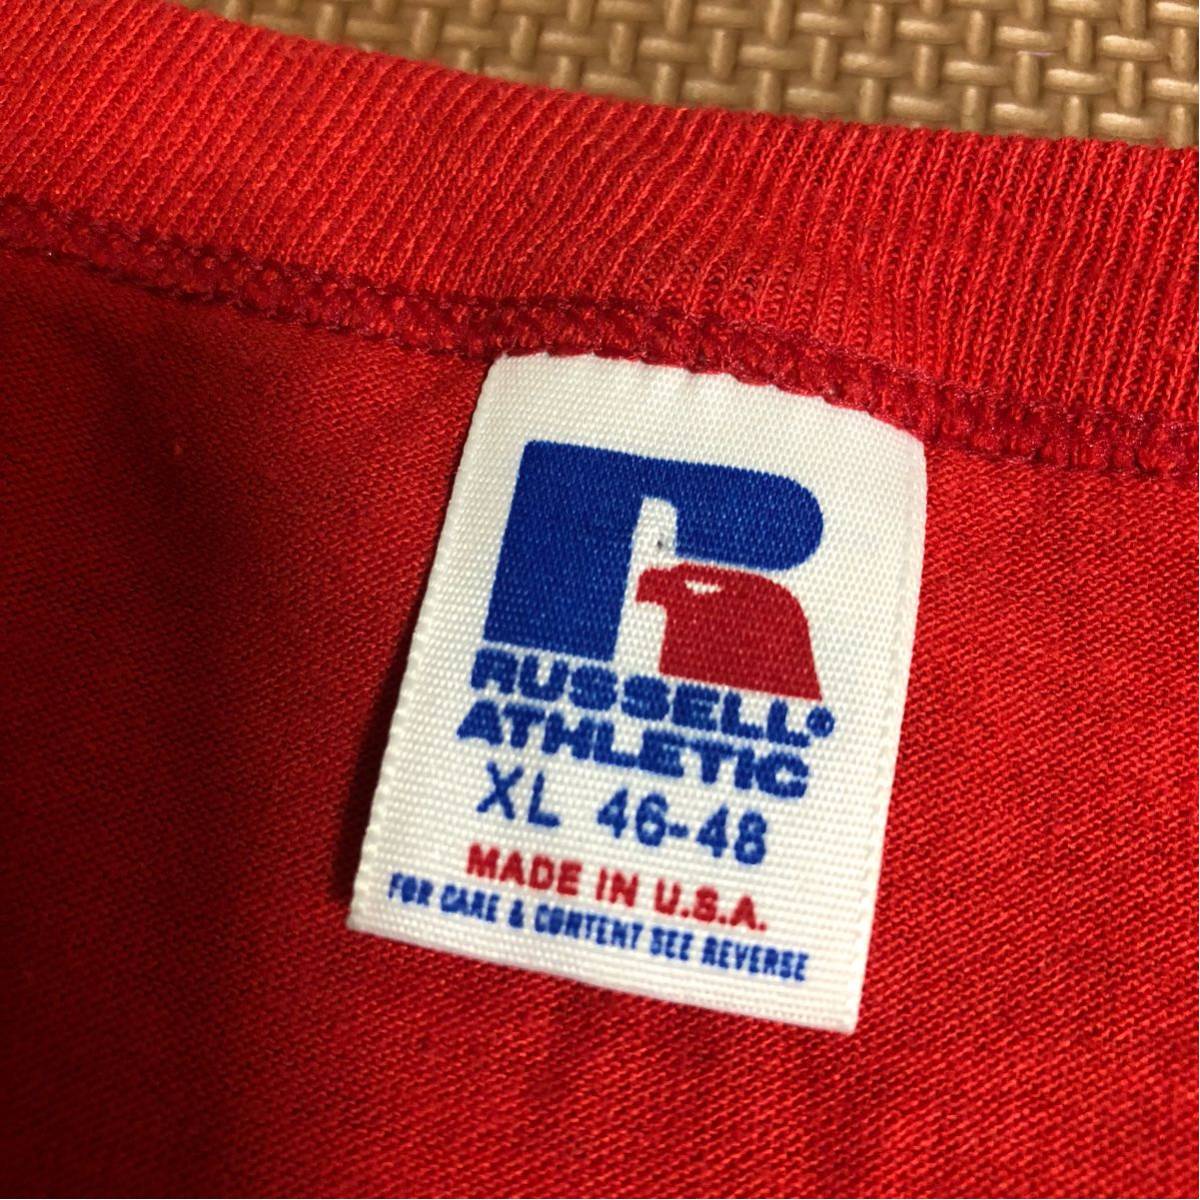 R
RUSSELL®
ATHLETIC
XL 46-48
MADE IN U.S.A.
FOR CARE & CONTENT SEE REVERSE